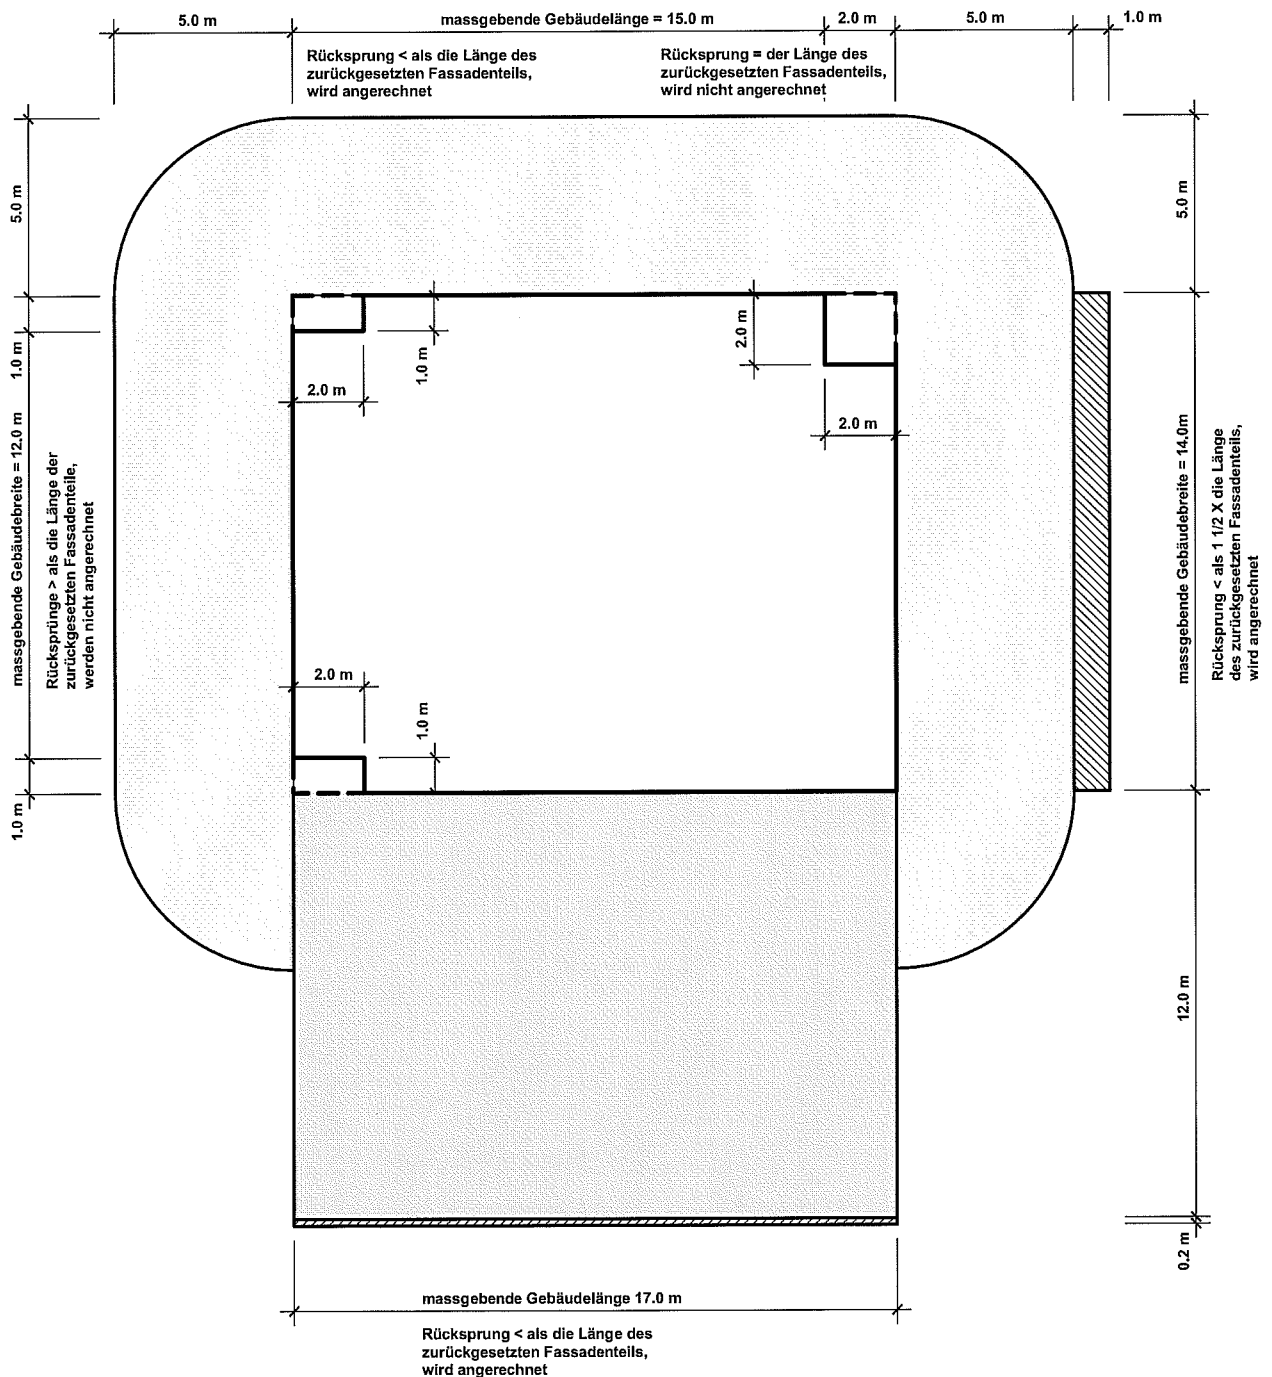 5.0 m
massgebende Gebäudelänge = 15.0 m
2.0 m
5.0 m
1.0 m
Rücksprung < als die Länge des
zurückgesetzten Fassadenteils,
wird angerechnet
Rücksprung = der Länge des
zurückgesetzten Fassadenteils,
wird nicht angerechnet
5.0 m
1.0 m
massgebende Gebäudebreite = 12.0 m
Rücksprünge > als die Länge der
zurückgesetzten Fassadenteile,
werden nicht angerechnet
1.0 m
1.0 m
2.0 m
2.0 m
2.0 m
2.0 m
1.0 m
5.0 m
massgebende Gebäudebreite = 14.0m
Rücksprung < als 1 1/2 X die Länge
des zurückgesetzten Fassadenteils,
wird angerechnet
12.0 m
0.2 m
massgebende Gebäudelänge 17.0 m
Rücksprung < als die Länge des
zurückgesetzten Fassadenteils,
wird angerechnet